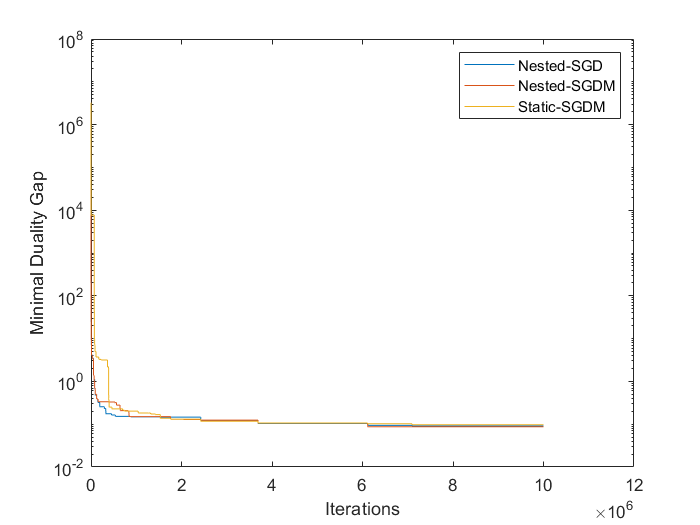 10^8
10^6
10^4
10^2
10^0
10^-2
Minimal Duality Gap
Nested-SGD
Nested-SGDM
Static-SGDM
0 2 4 6 8 10 12
Iterations
×10^6